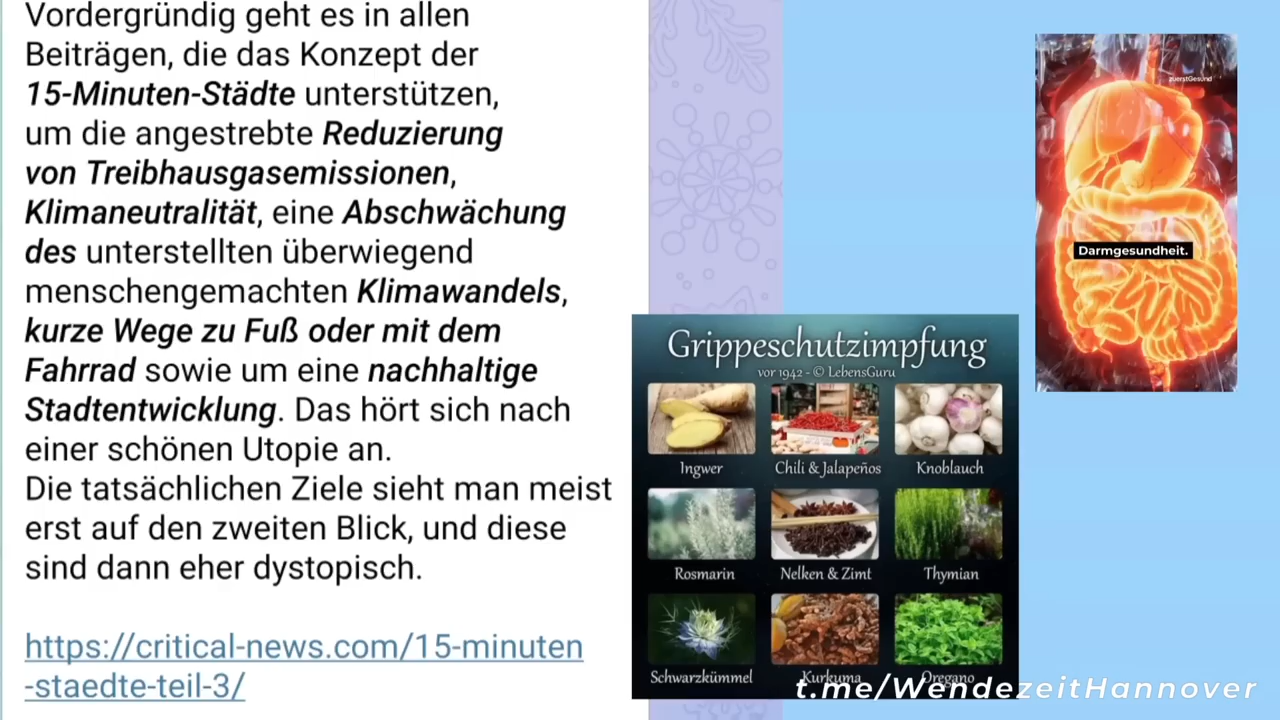 Vordergründig geht es in allen
Beiträgen, die das Konzept der
15-Minuten-Städte unterstützen,
um die angestrebte Reduzierung
von Treibhausgasemissionen,
Klimaneutralität, eine Abschwächung
des unterstellten überwiegend
menschengemachten Klimawandels,
kurze Wege zu Fuß oder mit dem
Fahrrad sowie um eine nachhaltige
Stadtentwicklung. Das hört sich nach
einer schönen Utopie an.
Die tatsächlichen Ziele sieht man meist
erst auf den zweiten Blick, und diese
sind dann eher dystopisch.
https://critical-news.com/15-minuten
-staedte-teil-3/
Grippeschutzimpfung
vor 1942 - © LebensGuru
Ingwer
Chili & Jalapeños
Knoblauch
Rosmarin
Nelken & Zimt
Thymian
Schwarzkümmel
Kurkuma
Oregano
zuerstGesund
Darmgesundheit.
t.me/WendezeitHannover